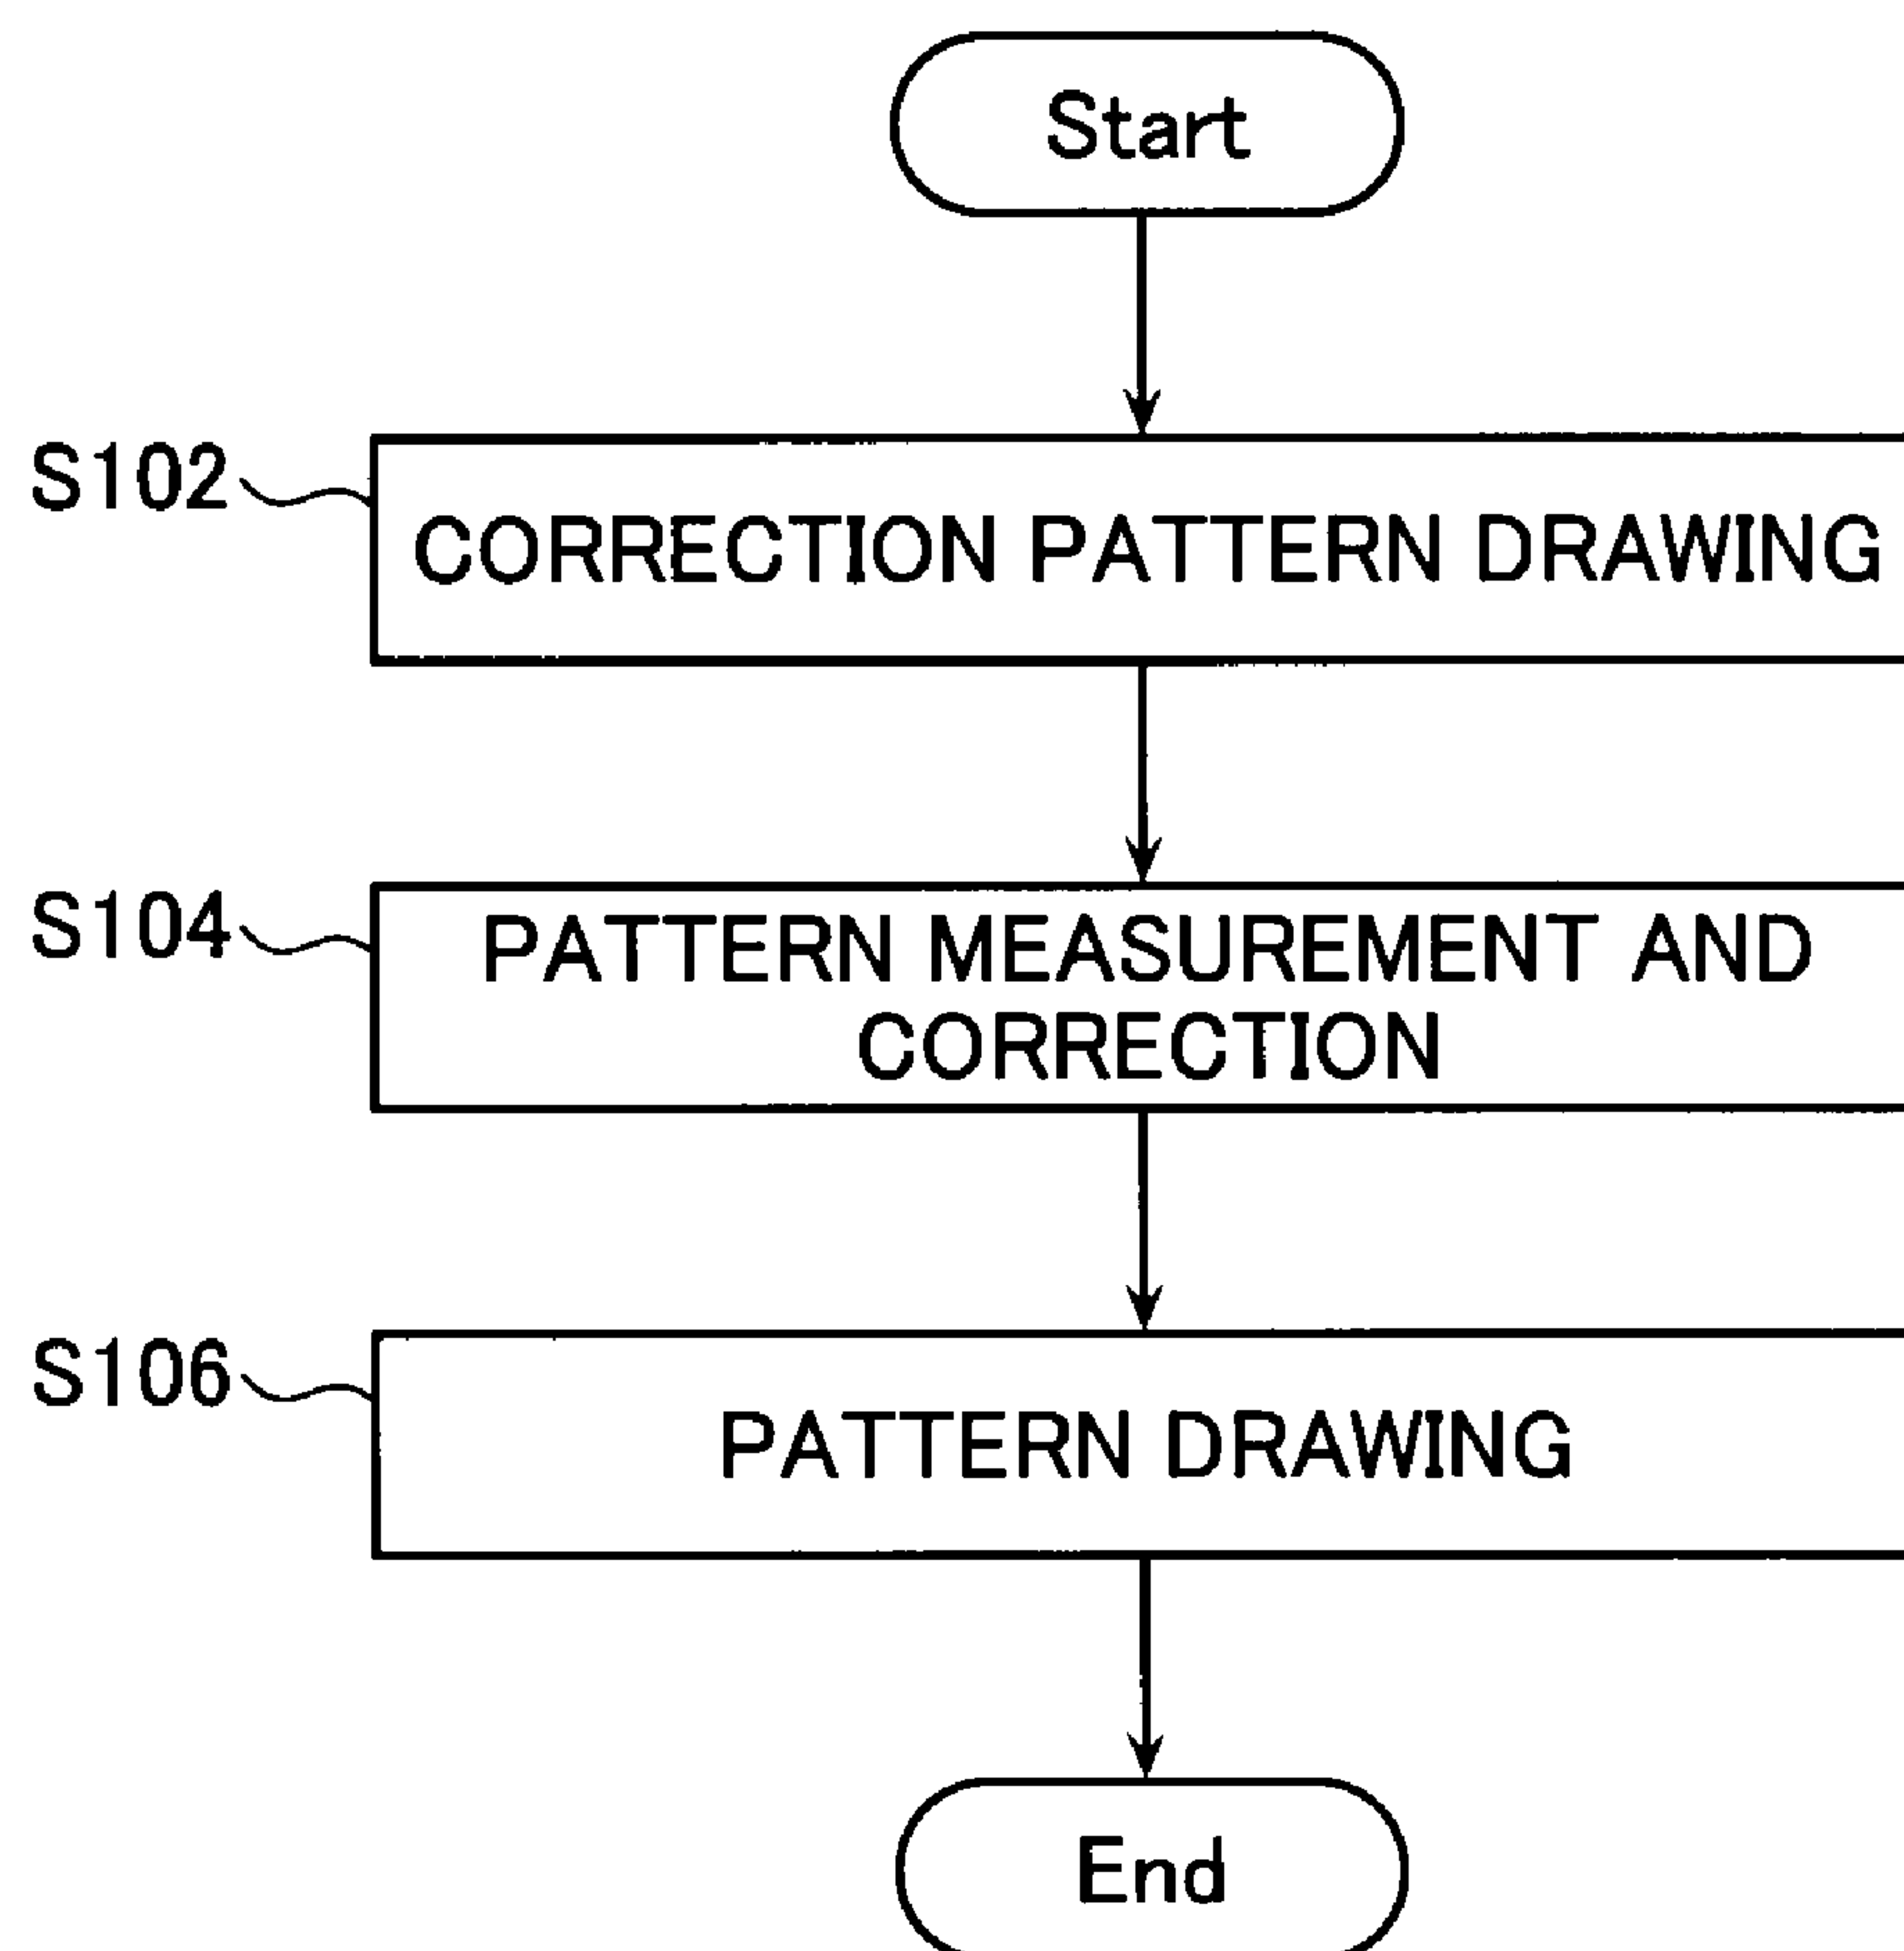 Start
S102
CORRECTION PATTERN DRAWING
S104
PATTERN MEASUREMENT AND
CORRECTION
S106
PATTERN DRAWING
End